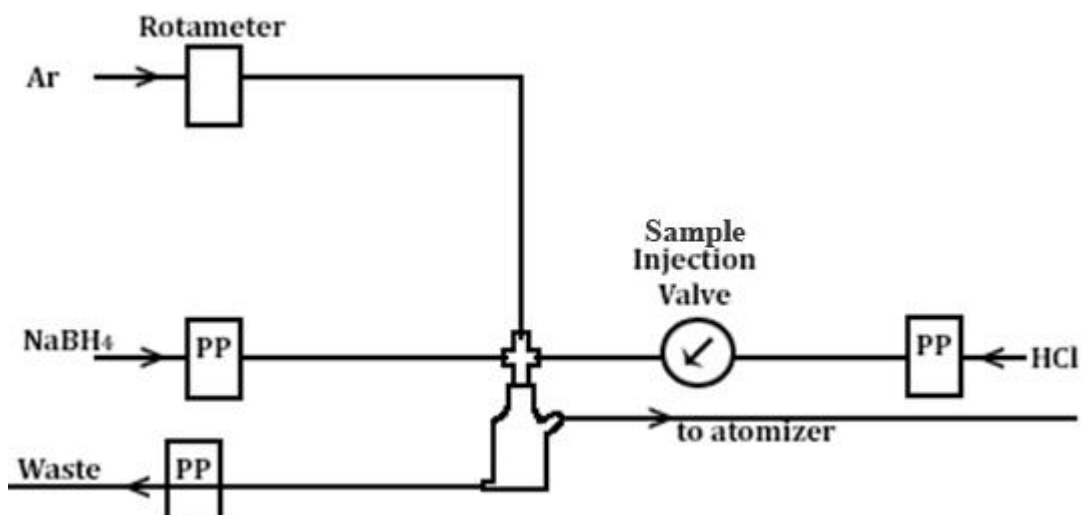 Rotameter
Ar
Sample
Injection
Valve
NaBH₄
PP
PP
HCl
to atomizer
Waste
PP